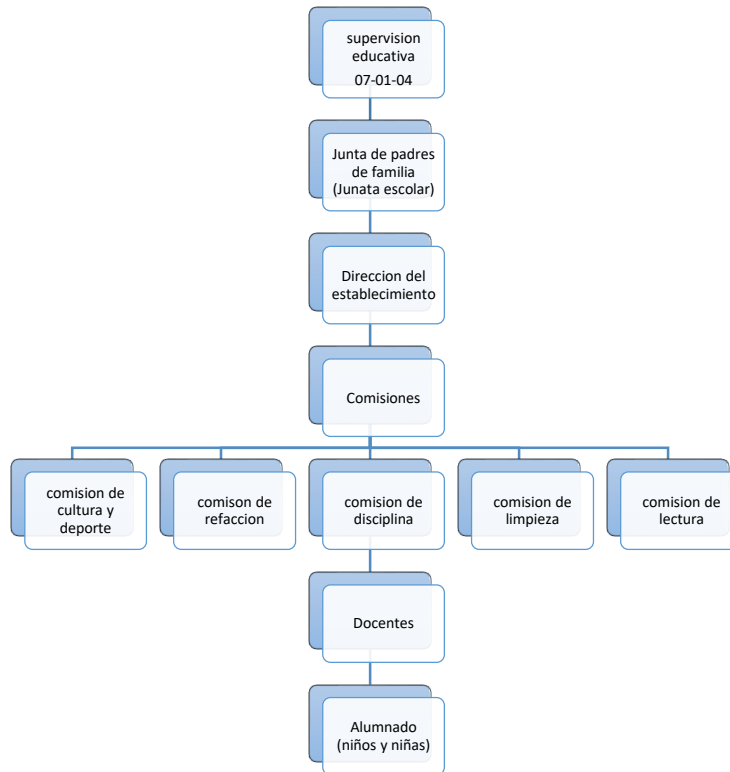 supervision
educativa
07-01-04
Junta de padres
de familia
(Junata escolar)
Direccion del
establecimiento
Comisiones
comision de
cultura y
deporte
comison de
refaccion
comision de
disciplina
comision de
limpieza
comision de
lectura
Docentes
Alumnado
(niños y niñas)